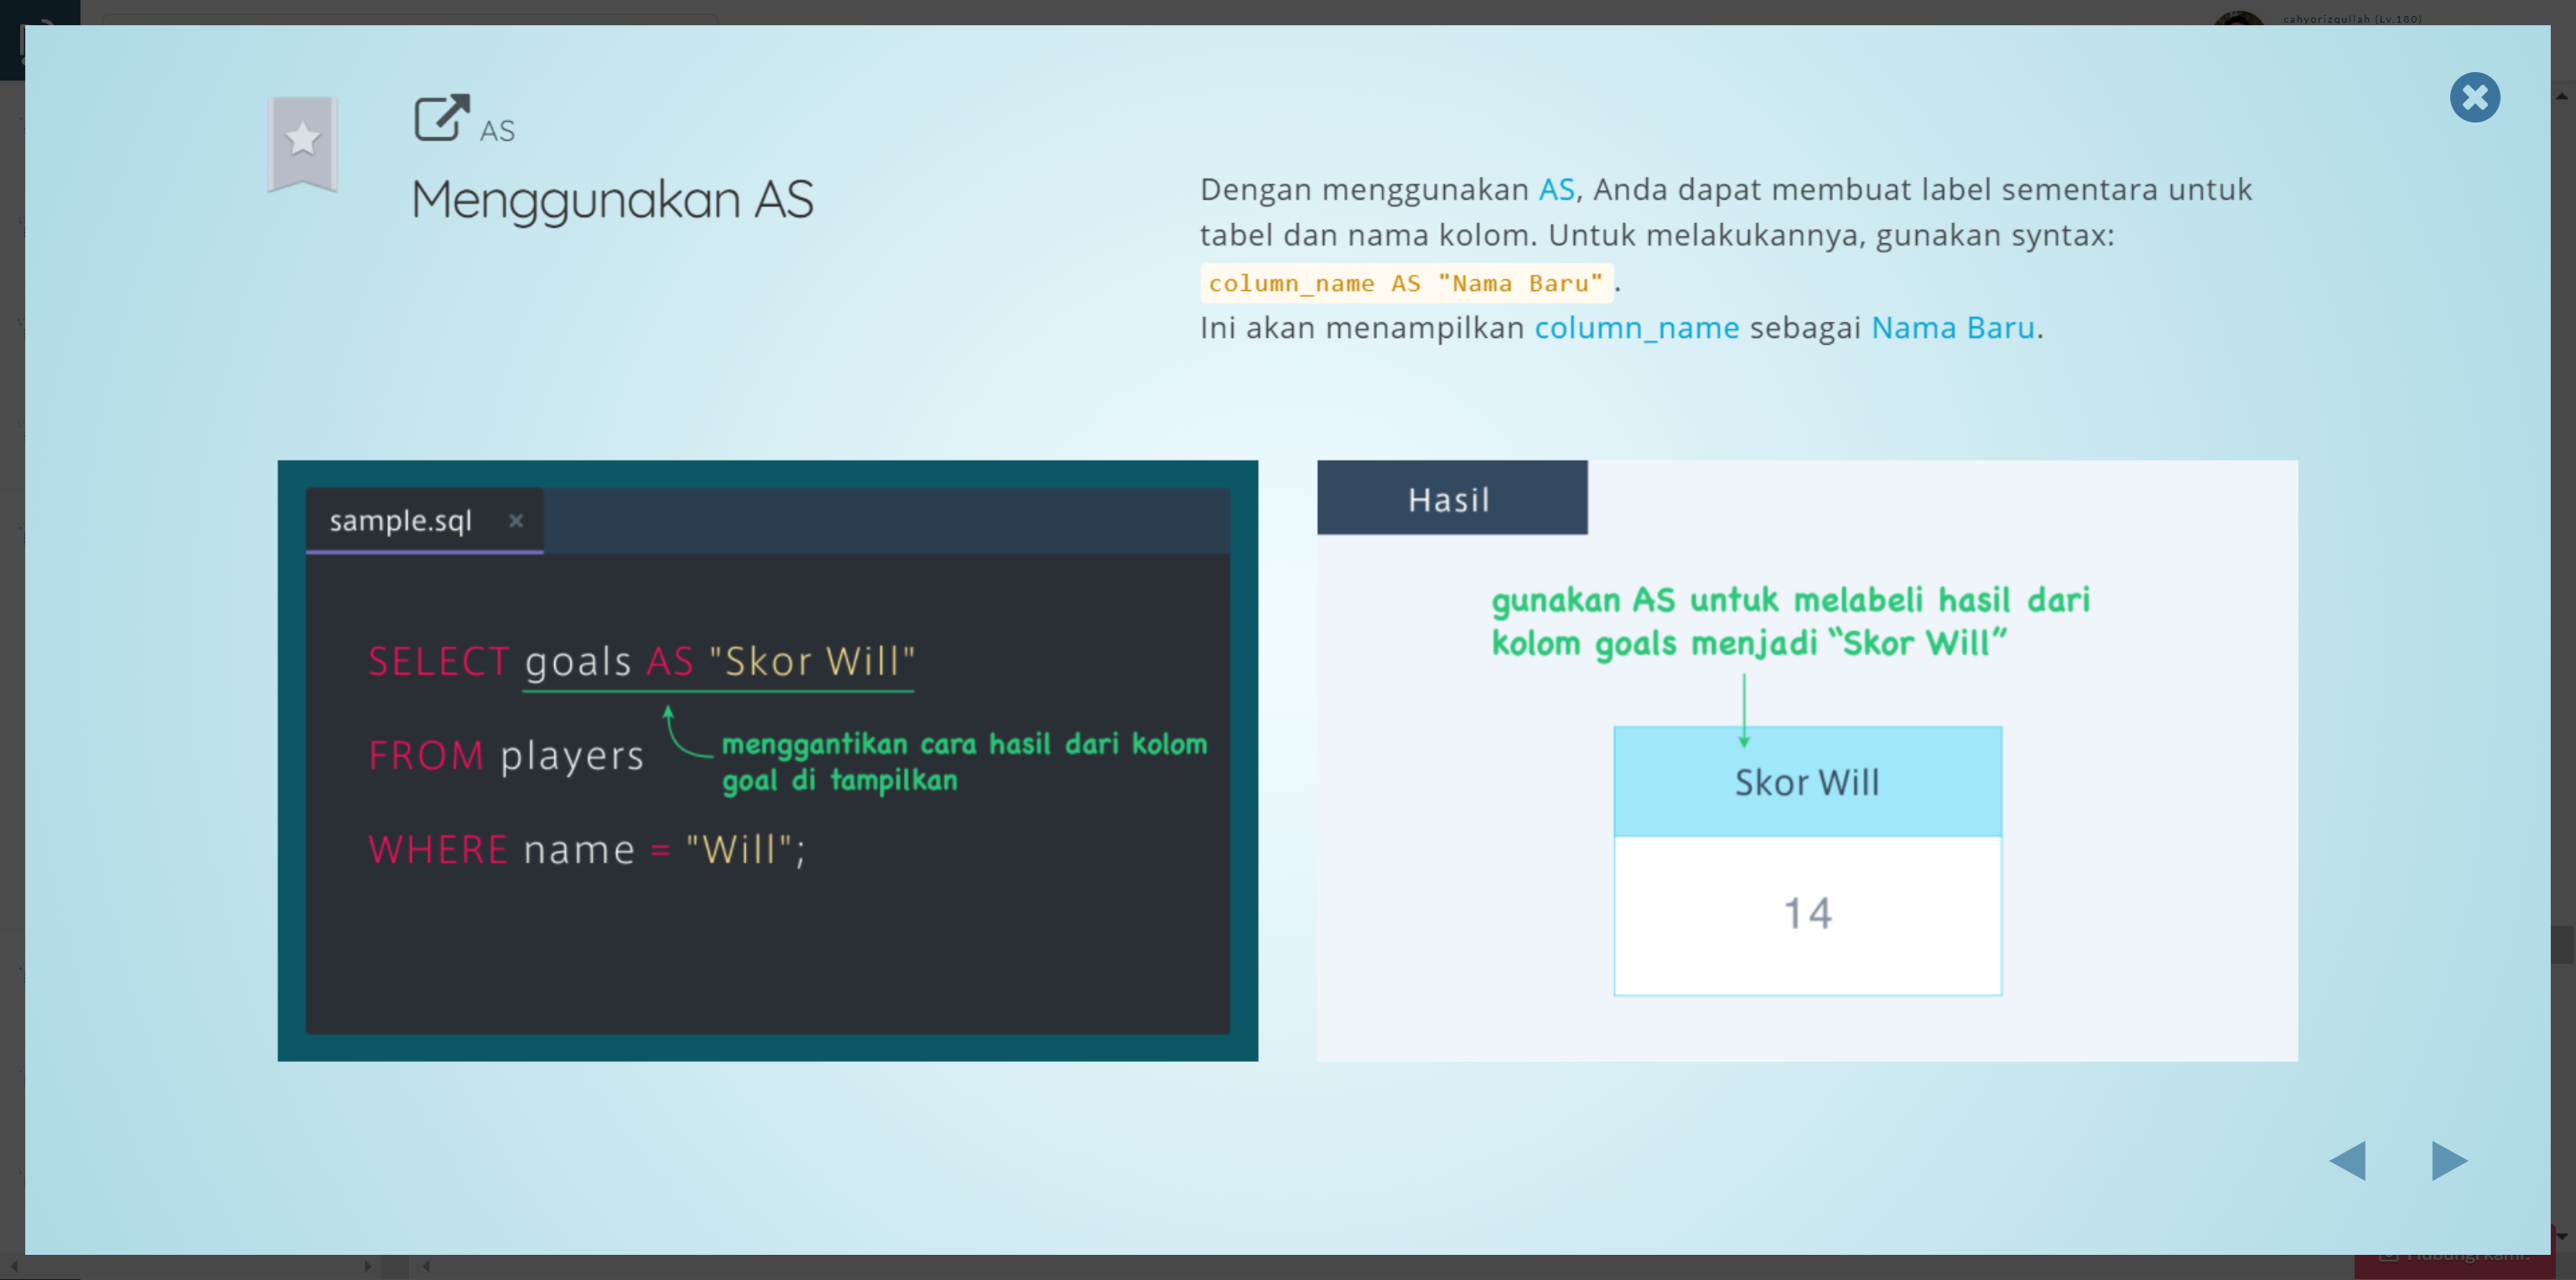 cahyorizqullah (Lv.180)
AS
Menggunakan AS
Dengan menggunakan AS, Anda dapat membuat label sementara untuk
tabel dan nama kolom. Untuk melakukannya, gunakan syntax:
column_name AS "Nama Baru".
Ini akan menampilkan column_name sebagai Nama Baru.
sample.sql ×
SELECT goals AS "Skor Will"
FROM players
menggantikan cara hasil dari kolom
goal di tampilkan
WHERE name = "Will";
Hasil
gunakan AS untuk melabeli hasil dari
kolom goals menjadi “Skor Will”
Skor Will
14
Hubungi kami.